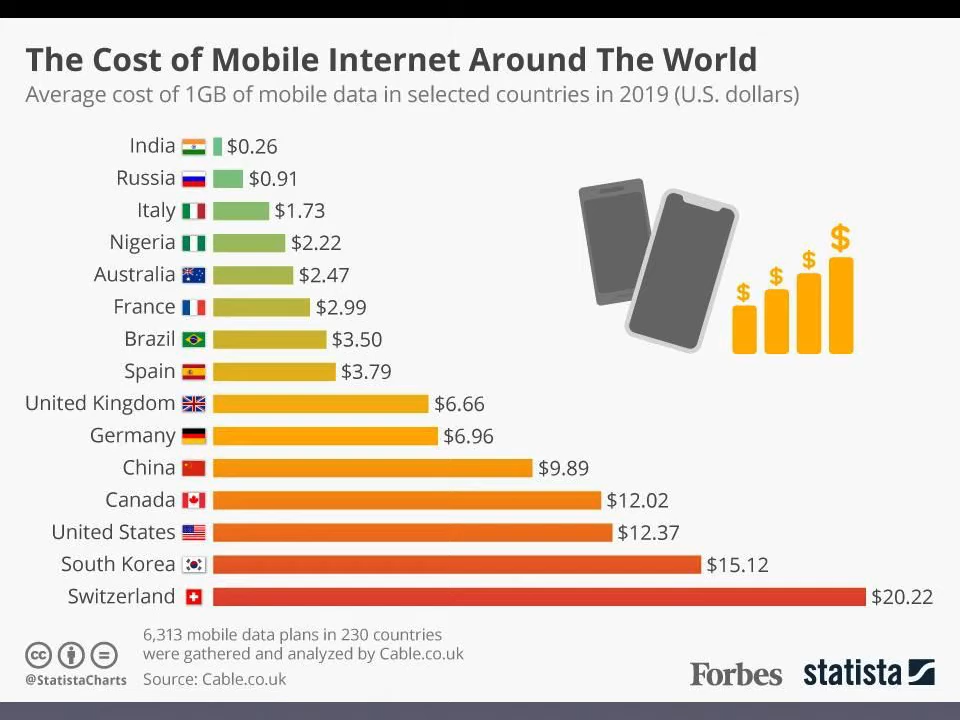 The Cost of Mobile Internet Around The World
Average cost of 1GB of mobile data in selected countries in 2019 (U.S. dollars)
India $0.26
Russia $0.91
Italy $1.73
Nigeria $2.22
Australia $2.47
France $2.99
Brazil $3.50
Spain $3.79
United Kingdom $6.66
Germany $6.96
China $9.89
Canada $12.02
United States $12.37
South Korea $15.12
Switzerland $20.22
$ $ $ $
6,313 mobile data plans in 230 countries
were gathered and analyzed by Cable.co.uk
cc =
@StatistaCharts Source: Cable.co.uk
Forbes statista